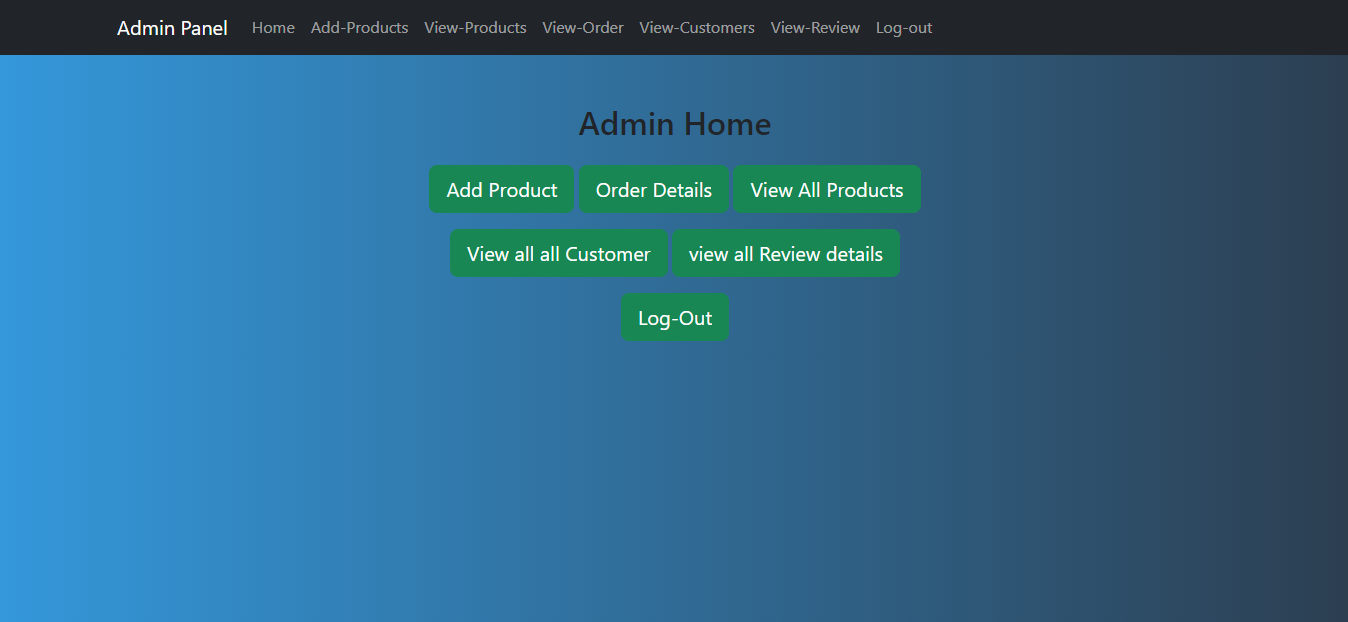 Admin Panel Home Add-Products View-Products View-Order View-Customers View-Review Log-out
Admin Home
Add Product Order Details View All Products
View all all Customer view all Review details
Log-Out